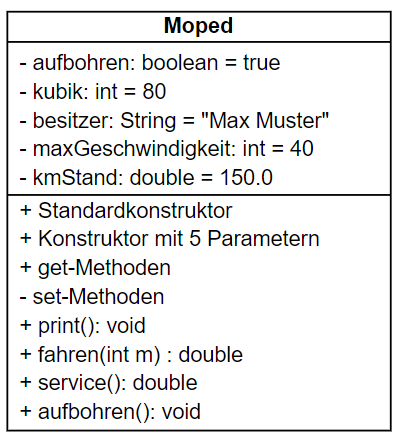 Moped
- aufbohren: boolean = true
- kubik: int = 80
- besitzer: String = "Max Muster"
- maxGeschwindigkeit: int = 40
- kmStand: double = 150.0
+ Standardkonstruktor
+ Konstruktor mit 5 Parametern
+ get-Methoden
- set-Methoden
+ print(): void
+ fahren(int m) : double
+ service(): double
+ aufbohren(): void